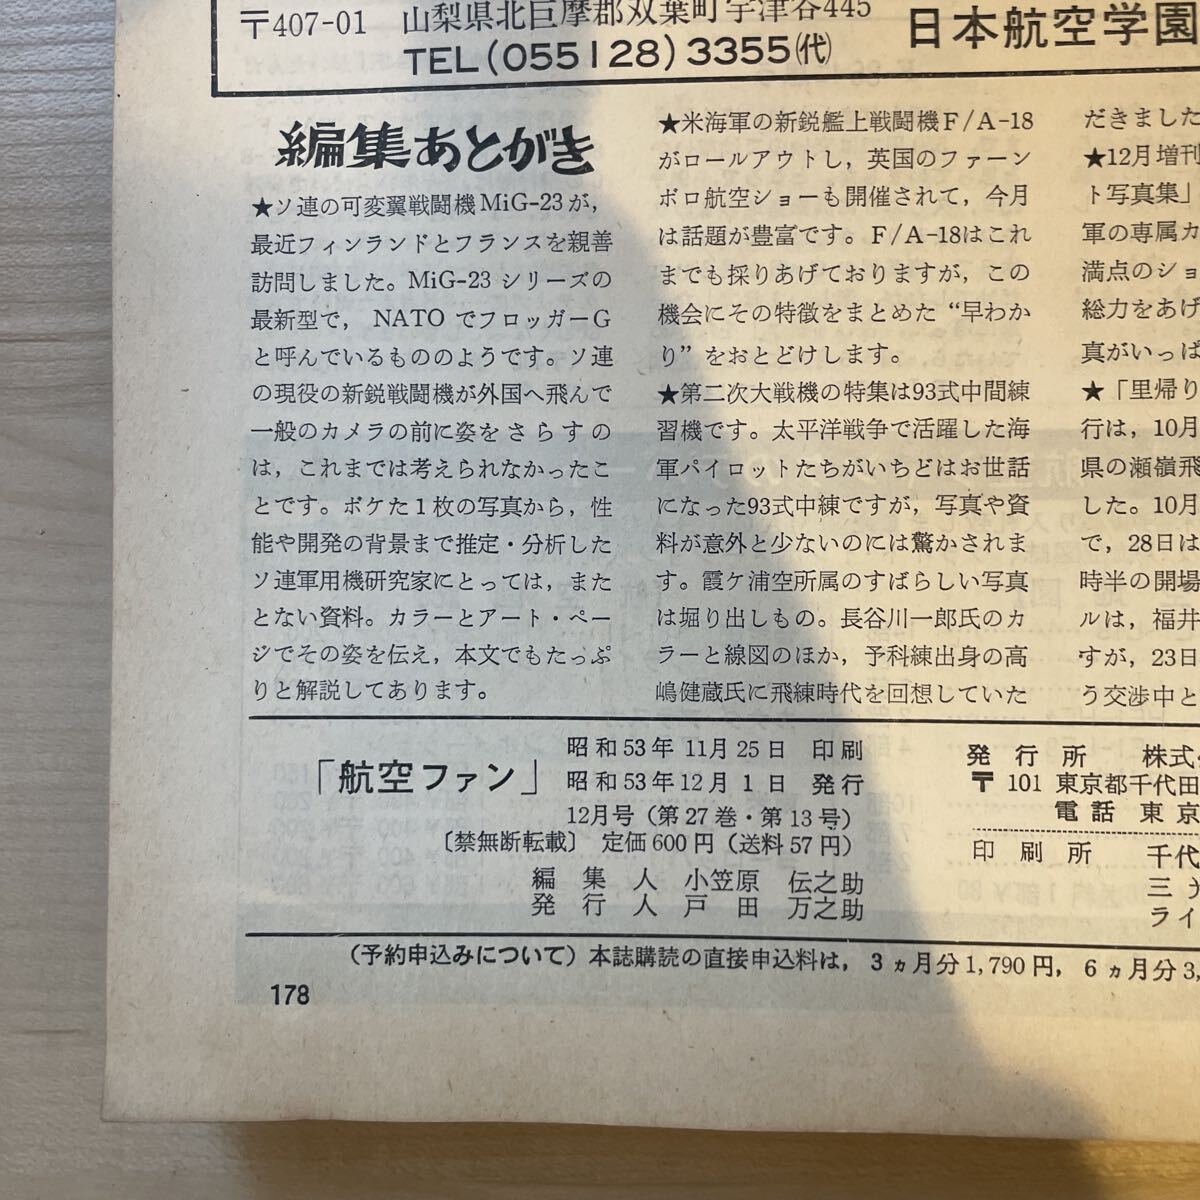 〒407-01 山梨県北巨摩郡双葉町宇津谷445
TEL(055128)3355(代)
日本航空学園
編集あとがき
★ソ連の可変翼戦闘機MiG-23が,
最近フィンランドとフランスを親善
訪問しました。MiG-23シリーズの
最新型で，NATOでフロッガーG
と呼んでいるもののようです。ソ連
の現役の新鋭戦闘機が外国へ飛んで
一般のカメラの前に姿をさらすの
は，これまでは考えられなかったこ
とです。ボケた1枚の写真から，性
能や開発の背景まで推定・分析した
ソ連軍用機研究家にとっては，また
とない資料。カラーとアート・ペー
ジでその姿を伝え，本文でもたっぷ
りと解説してあります。
★米海軍の新鋭艦上戦闘機F/A-18
がロールアウトし，英国のファーン
ボロ航空ショーも開催されて，今月
は話題が豊富です。F/A-18はこれ
までも採りあげておりますが，この
機会にその特徴をまとめた“早わか
り”をおとどけします。
★第二次大戦機の特集は93式中間練
習機です。太平洋戦争で活躍した海
軍パイロットたちがいちどはお世話
になった93式中練ですが，写真や資
料が意外と少ないのには驚かされま
す。霞ケ浦空所属のすばらしい写真
は堀り出しもの。長谷川一郎氏のカ
ラーと線図のほか，予科練出身の高
嶋健蔵氏に飛練時代を回想していた
だきました
★12月増刊
ト写真集」
軍の専属カ
満点のショ
総力をあげ
真がいっぱ
★「里帰り
行は，10月
県の瀬嶺飛
した。10月
で，28日は
時半の開場
ルは，福井
すが，23日
う交渉中と
「航空ファン」
昭和53年11月25日 印刷
昭和53年12月1日 発行
12月号（第27巻・第13号）
〔禁無断転載〕 定価600円（送料57円）
編集人 小笠原 伝之助
発行人 戸田 万之助
発行所 株式
〒101 東京都千代田
電話 東京
印刷所 千代
三
ライ
（予約申込みについて）本誌購読の直接申込料は，3ヵ月分1,790円，6ヵ月分3,
178